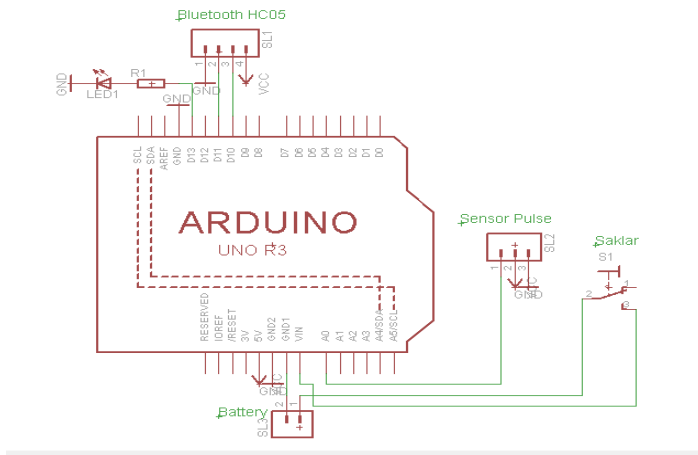 Bluetooth HC05
SL1
1 2 3 4
GND
VCC
GND LED1 R1
GND
SCL SDA AREF GND D13 D12 D11 D10 D9 D8 D7 D6 D5 D4 D3 D2 D1 D0
ARDUINO
UNO R3
Sensor Pulse
SL2
1 2 3
GND
Saklar
S1
1
2
3
RESERVED IOREF /RESET 3V 5V GND2 GND1 VIN A0 A1 A2 A3 A4/SDA A5/SCL
GND
Battery
SL3
2 1